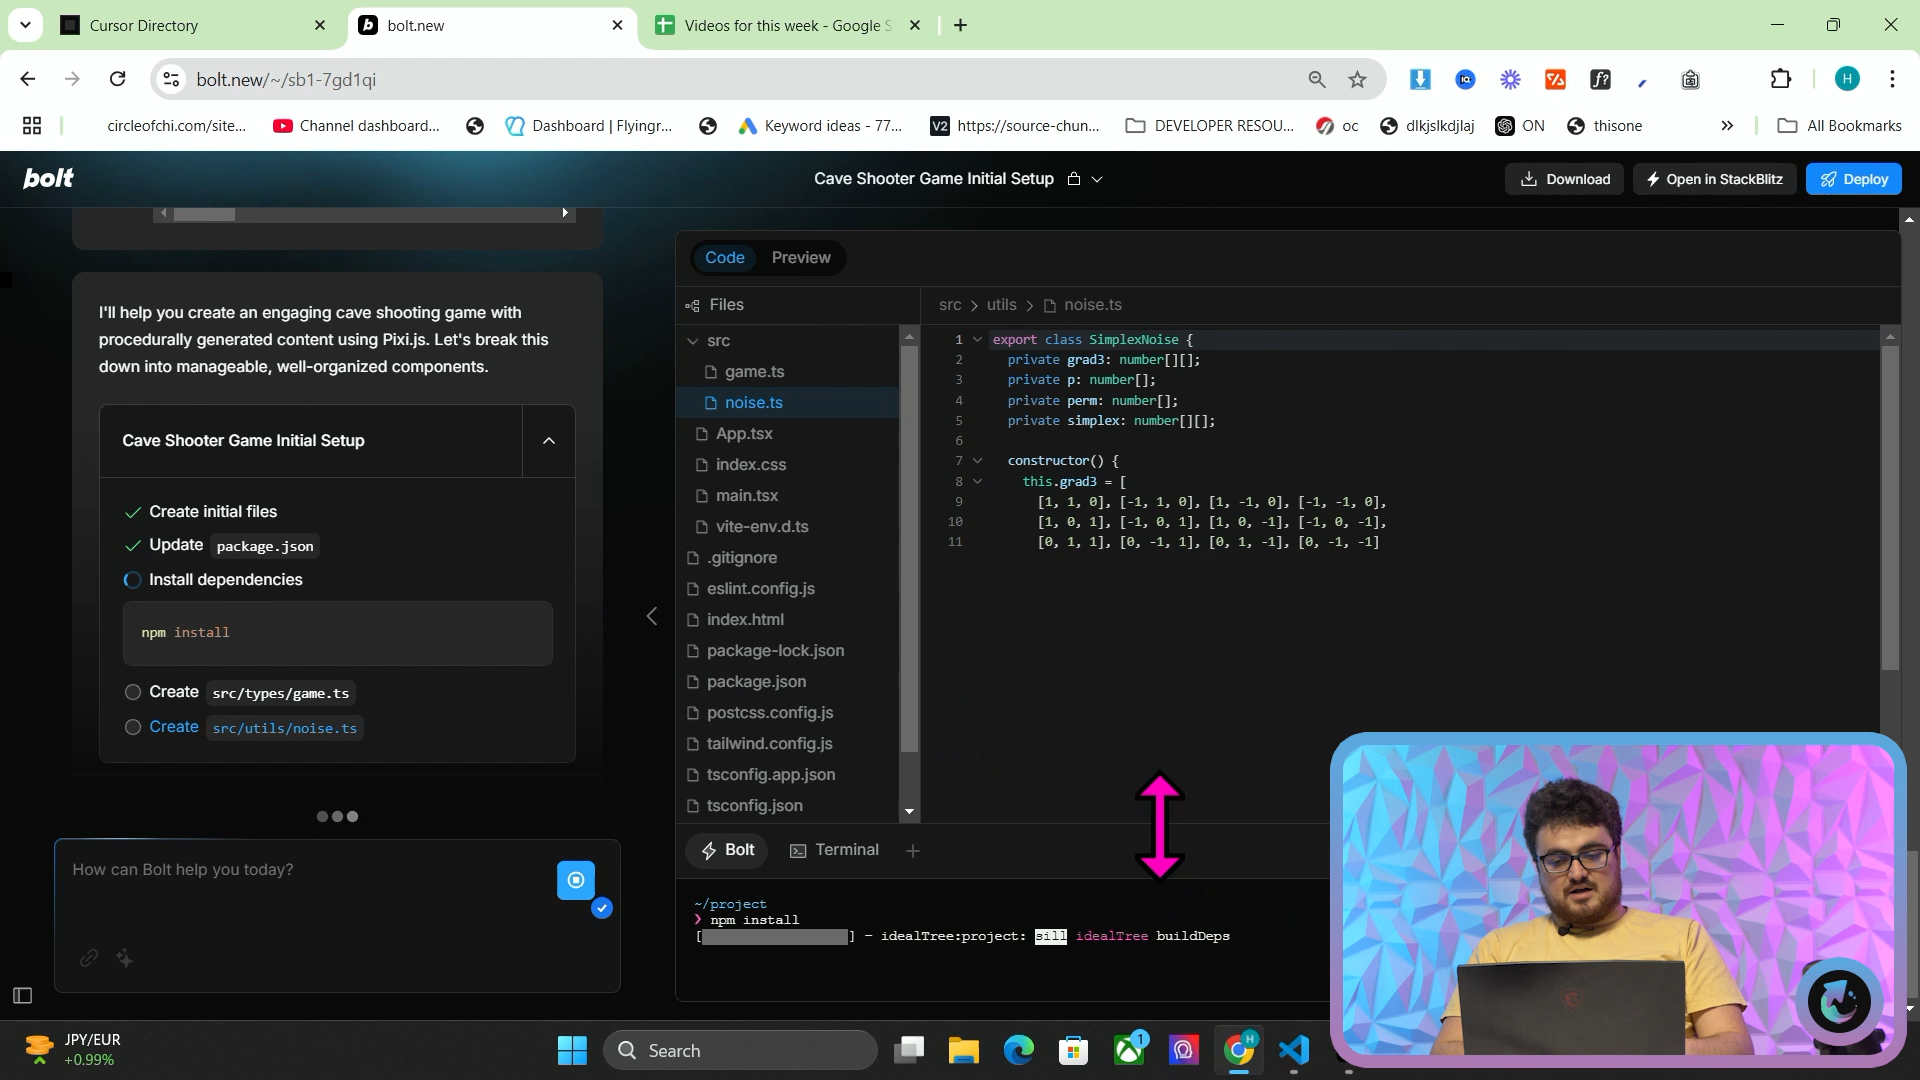 Cursor Directory
bolt.new
Videos for this week - Google S
bolt.new/~/sb1-7gd1qi
H
circleofchi.com/site...
Channel dashboard...
Dashboard | Flyingr...
Keyword ideas - 77...
V2
https://source-chun...
DEVELOPER RESOU...
oc
dlkjslkdjlaj
ON
thisone
All Bookmarks
bolt
Cave Shooter Game Initial Setup
Download
Open in StackBlitz
Deploy
I'll help you create an engaging cave shooting game with
procedurally generated content using Pixi.js. Let's break this
down into manageable, well-organized components.
Cave Shooter Game Initial Setup
Create initial files
Update package.json
Install dependencies
npm install
Create src/types/game.ts
Create src/utils/noise.ts
How can Bolt help you today?
Code
Preview
Files
src
game.ts
noise.ts
App.tsx
index.css
main.tsx
vite-env.d.ts
.gitignore
eslint.config.js
index.html
package-lock.json
package.json
postcss.config.js
tailwind.config.js
tsconfig.app.json
tsconfig.json
src > utils > noise.ts
1 export class SimplexNoise {
2 private grad3: number[][];
3 private p: number[];
4 private perm: number[];
5 private simplex: number[][];
6
7 constructor() {
8 this.grad3 = [
9 [1, 1, 0], [-1, 1, 0], [1, -1, 0], [-1, -1, 0],
10 [1, 0, 1], [-1, 0, 1], [1, 0, -1], [-1, 0, -1],
11 [0, 1, 1], [0, -1, 1], [0, 1, -1], [0, -1, -1]
Bolt
Terminal
~/project
❯ npm install
[ ] - idealTree:project: sill idealTree buildDeps
JPY/EUR
+0.99%
Search
1
H